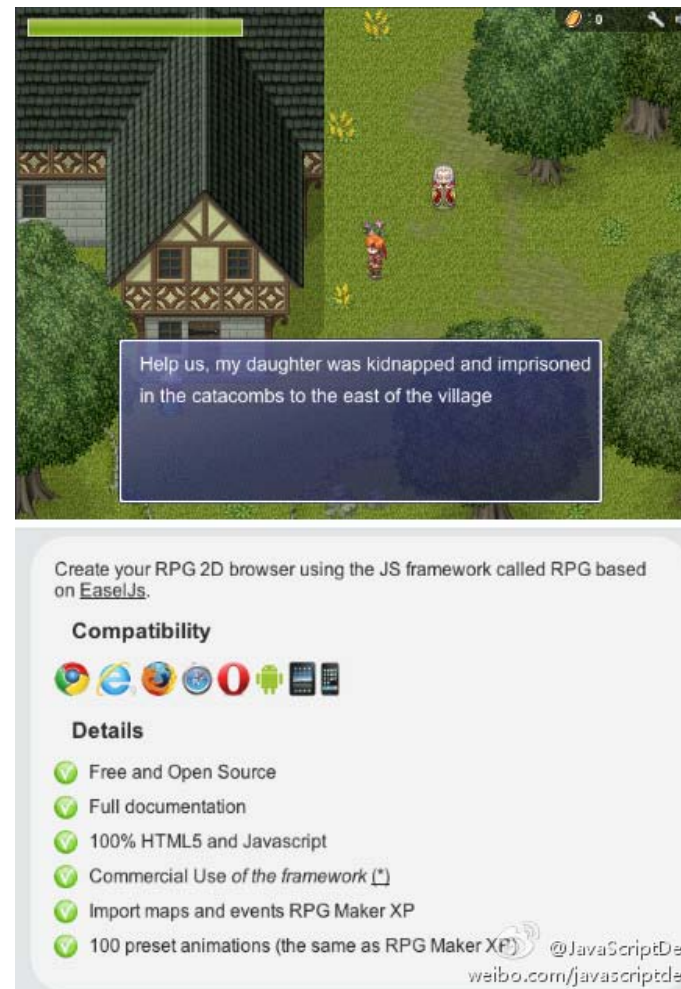 0
Help us, my daughter was kidnapped and imprisoned
in the catacombs to the east of the village
Create your RPG 2D browser using the JS framework called RPG based
on EaselJs.
Compatibility
Details
Free and Open Source
Full documentation
100% HTML5 and Javascript
Commercial Use of the framework (*)
Import maps and events RPG Maker XP
100 preset animations (the same as RPG Maker XP)
@JavaScriptDe
weibo.com/javascriptde